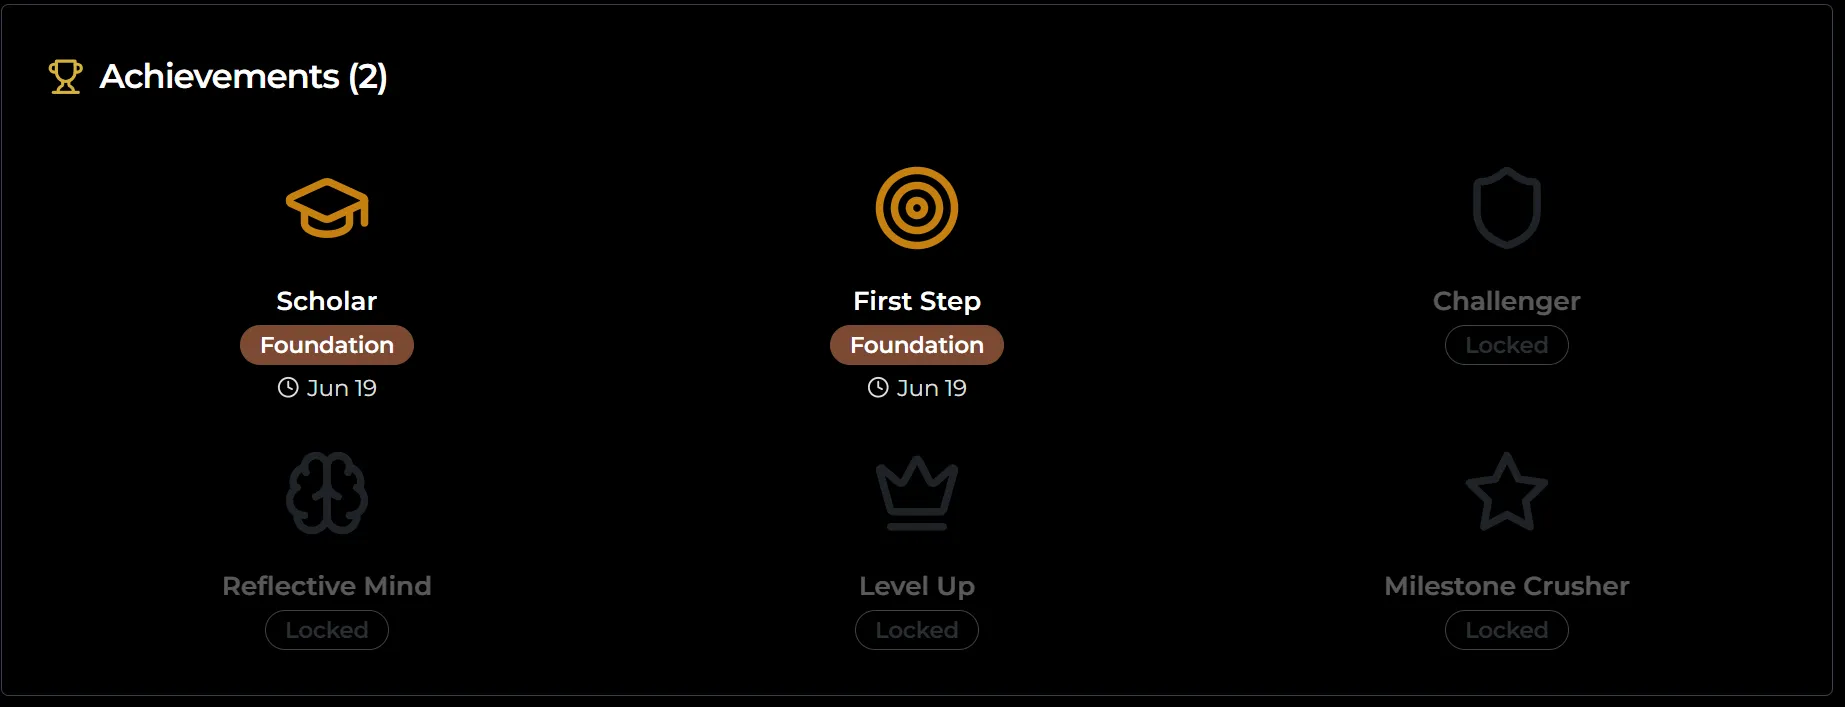 Achievements (2)
Scholar
Foundation
Jun 19
First Step
Foundation
Jun 19
Challenger
Locked
Reflective Mind
Locked
Level Up
Locked
Milestone Crusher
Locked